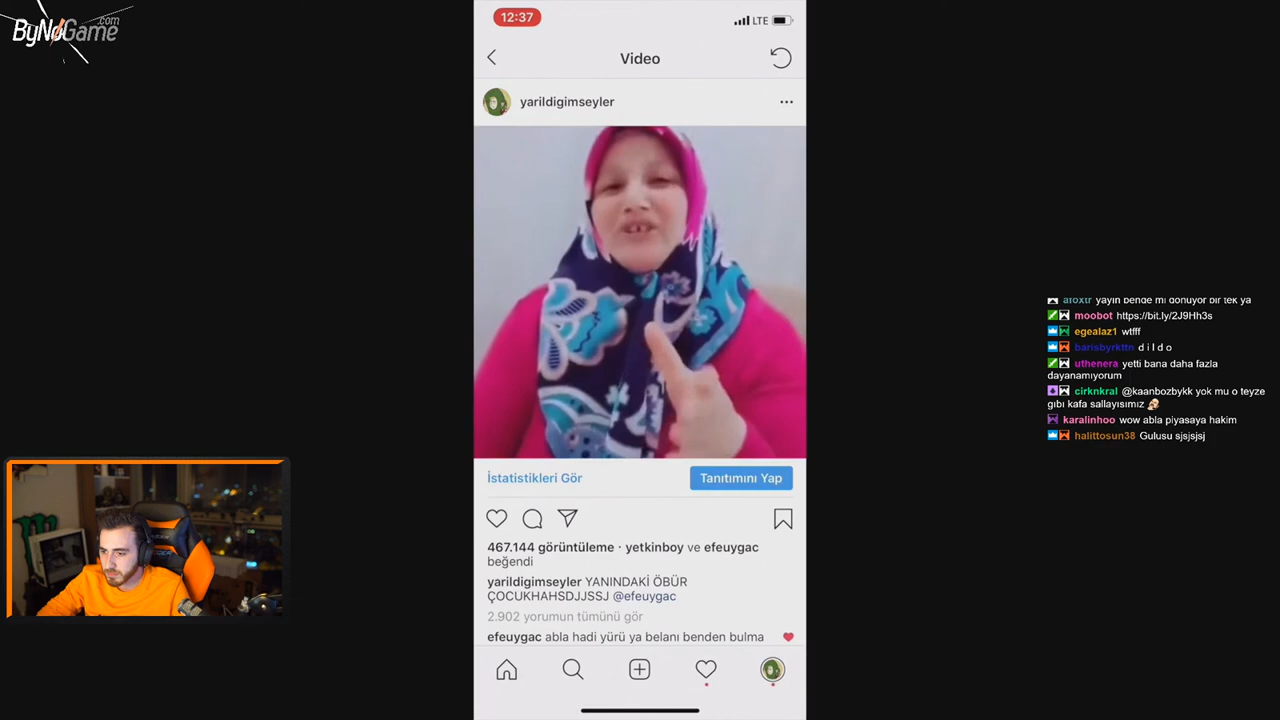 ByNoGame.com
12:37
LTE
Video
yarildigimseyler
İstatistikleri Gör
Tanıtımını Yap
467.144 görüntüleme · yetkinboy ve efeuygac
beğendi
yarildigimseyler YANINDAKİ ÖBÜR
ÇOCUKHAHSDJJSSJ @efeuygac
2.902 yorumun tümünü gör
efeuygac abla hadi yürü ya belanı benden bulma
afoxtr yayın bende mi donuyor bir tek ya
moobot https://bit.ly/2J9Hh3s
egealaz1 wtfff
barisbyrkttn d i l d o
uthenera yetti bana daha fazla
dayanamıyorum
cirknkral @kaanbozbykk yok mu o teyze
gıbı kafa sallayısımız
karalinhoo wow abla piyasaya hakim
halittosun38 Gulusu sjsjsjsj